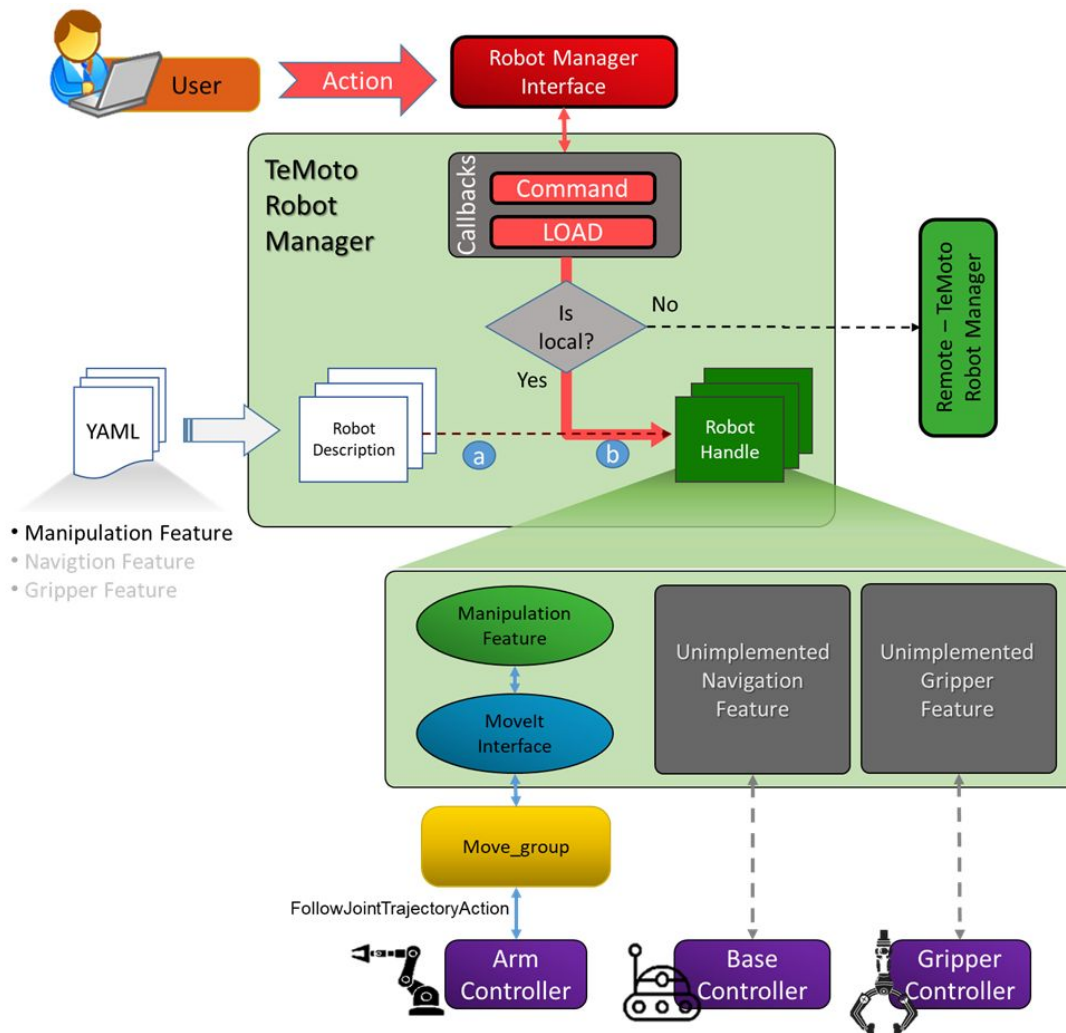 User
Action
Robot Manager
Interface
TeMoto
Robot
Manager
Callbacks
Command
LOAD
Is
local?
No
Yes
Remote – TeMoto
Robot Manager
YAML
Robot
Description
a
b
Robot
Handle
• Manipulation Feature
• Navigtion Feature
• Gripper Feature
Manipulation
Feature
MoveIt
Interface
Unimplemented
Navigation
Feature
Unimplemented
Gripper
Feature
Move_group
FollowJointTrajectoryAction
Arm
Controller
Base
Controller
Gripper
Controller